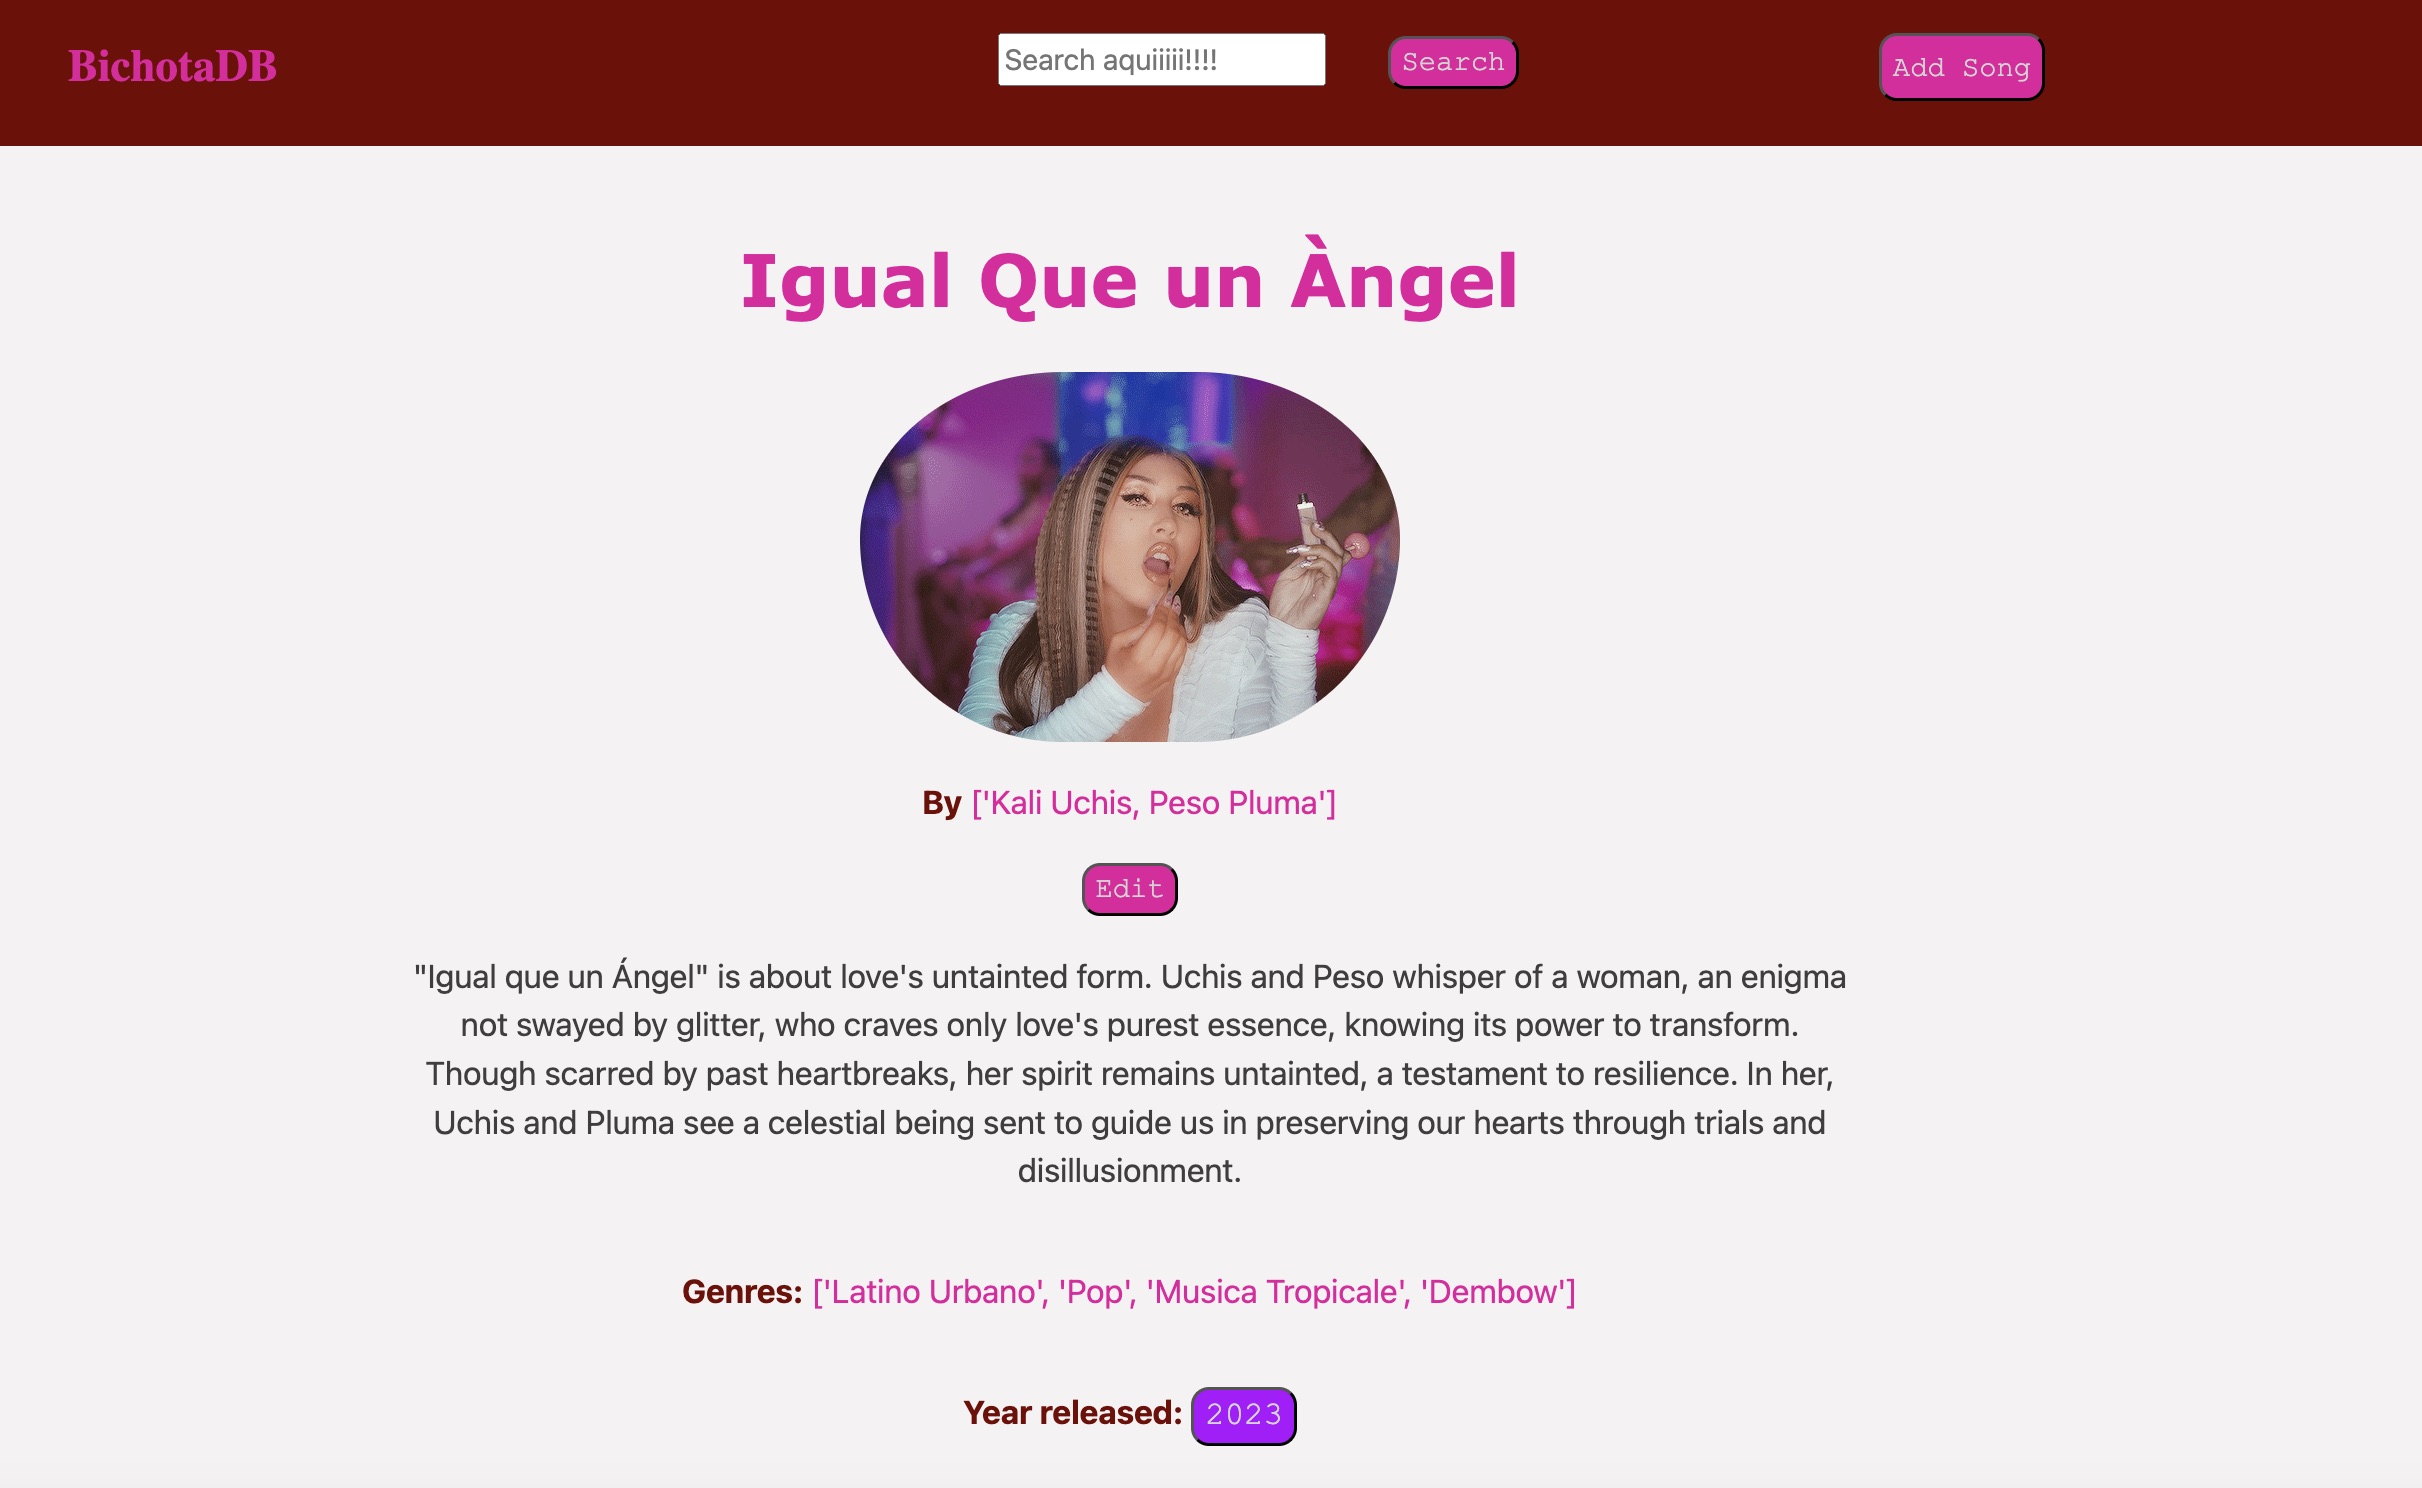 BichotaDB
Search aquiiiii!!!!
Search
Add Song
Igual Que un Àngel
By ['Kali Uchis, Peso Pluma']
Edit
"Igual que un Ángel" is about love's untainted form. Uchis and Peso whisper of a woman, an enigma
not swayed by glitter, who craves only love's purest essence, knowing its power to transform.
Though scarred by past heartbreaks, her spirit remains untainted, a testament to resilience. In her,
Uchis and Pluma see a celestial being sent to guide us in preserving our hearts through trials and
disillusionment.
Genres: ['Latino Urbano', 'Pop', 'Musica Tropicale', 'Dembow']
Year released: 2023